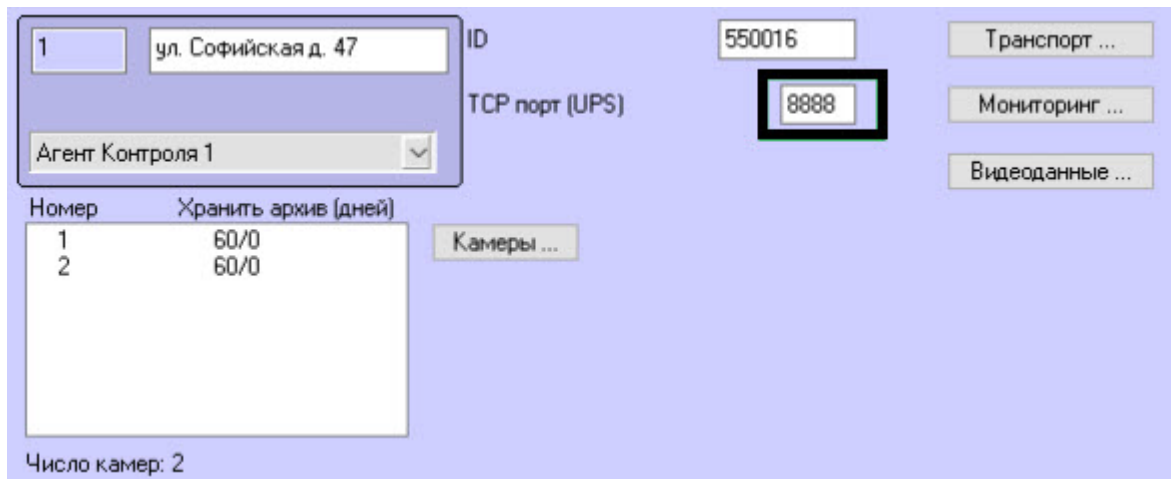 1
ул. Софийская д. 47
ID
550016
Транспорт ...
TCP порт (UPS)
8888
Мониторинг ...
Агент Контроля 1
Видеоданные ...
Номер Хранить архив (дней)
1 60/0
2 60/0
Камеры ...
Число камер: 2